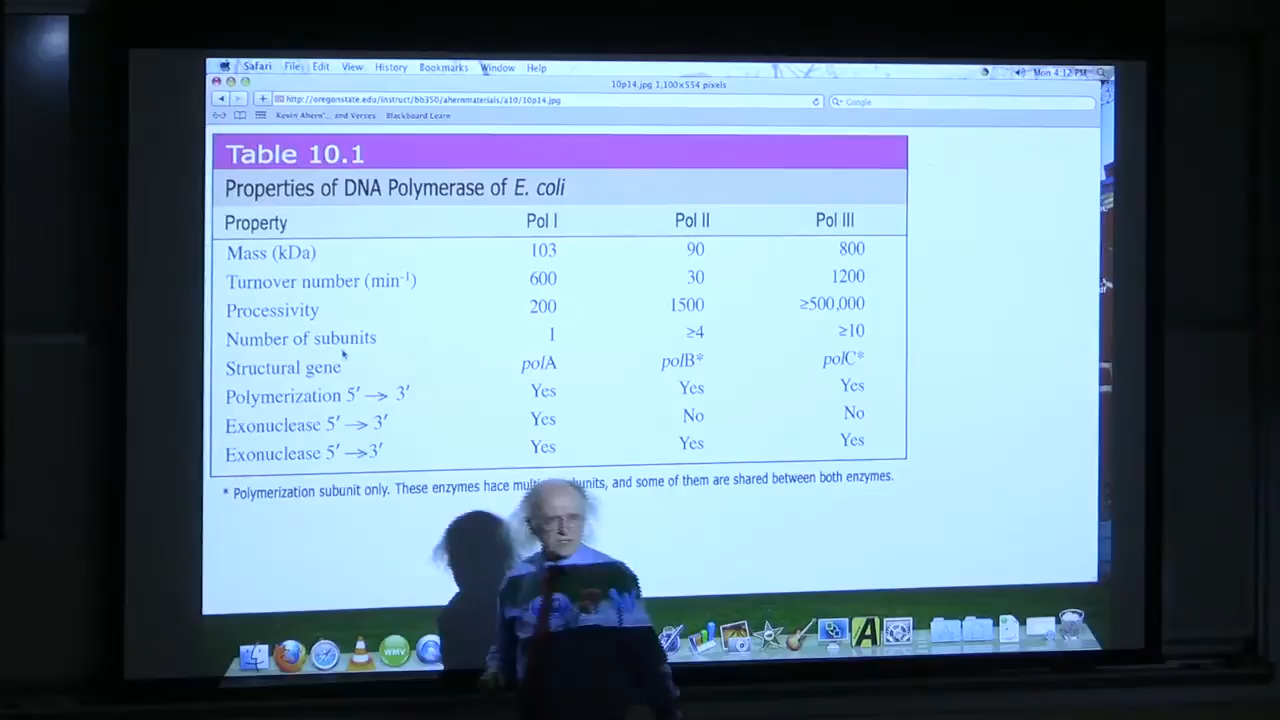 Safari File Edit View History Bookmarks Window Help Mon 4:12 PM
10p14.jpg 1,100x554 pixels
http://oregonstate.edu/instruct/bb350/ahernmaterials/a10/10p14.jpg Google
Kevin Ahern'... and Verses Blackboard Learn
Table 10.1
Properties of DNA Polymerase of E. coli
Property Pol I Pol II Pol III
Mass (kDa) 103 90 800
Turnover number (min⁻¹) 600 30 1200
Processivity 200 1500 ≥500,000
Number of subunits 1 ≥4 ≥10
Structural gene polA polB* polC*
Polymerization 5′ → 3′ Yes Yes Yes
Exonuclease 5′ → 3′ Yes No No
Exonuclease 5′ →3′ Yes Yes Yes
* Polymerization subunit only. These enzymes hace and some of them are shared between both enzymes.
WMV
A